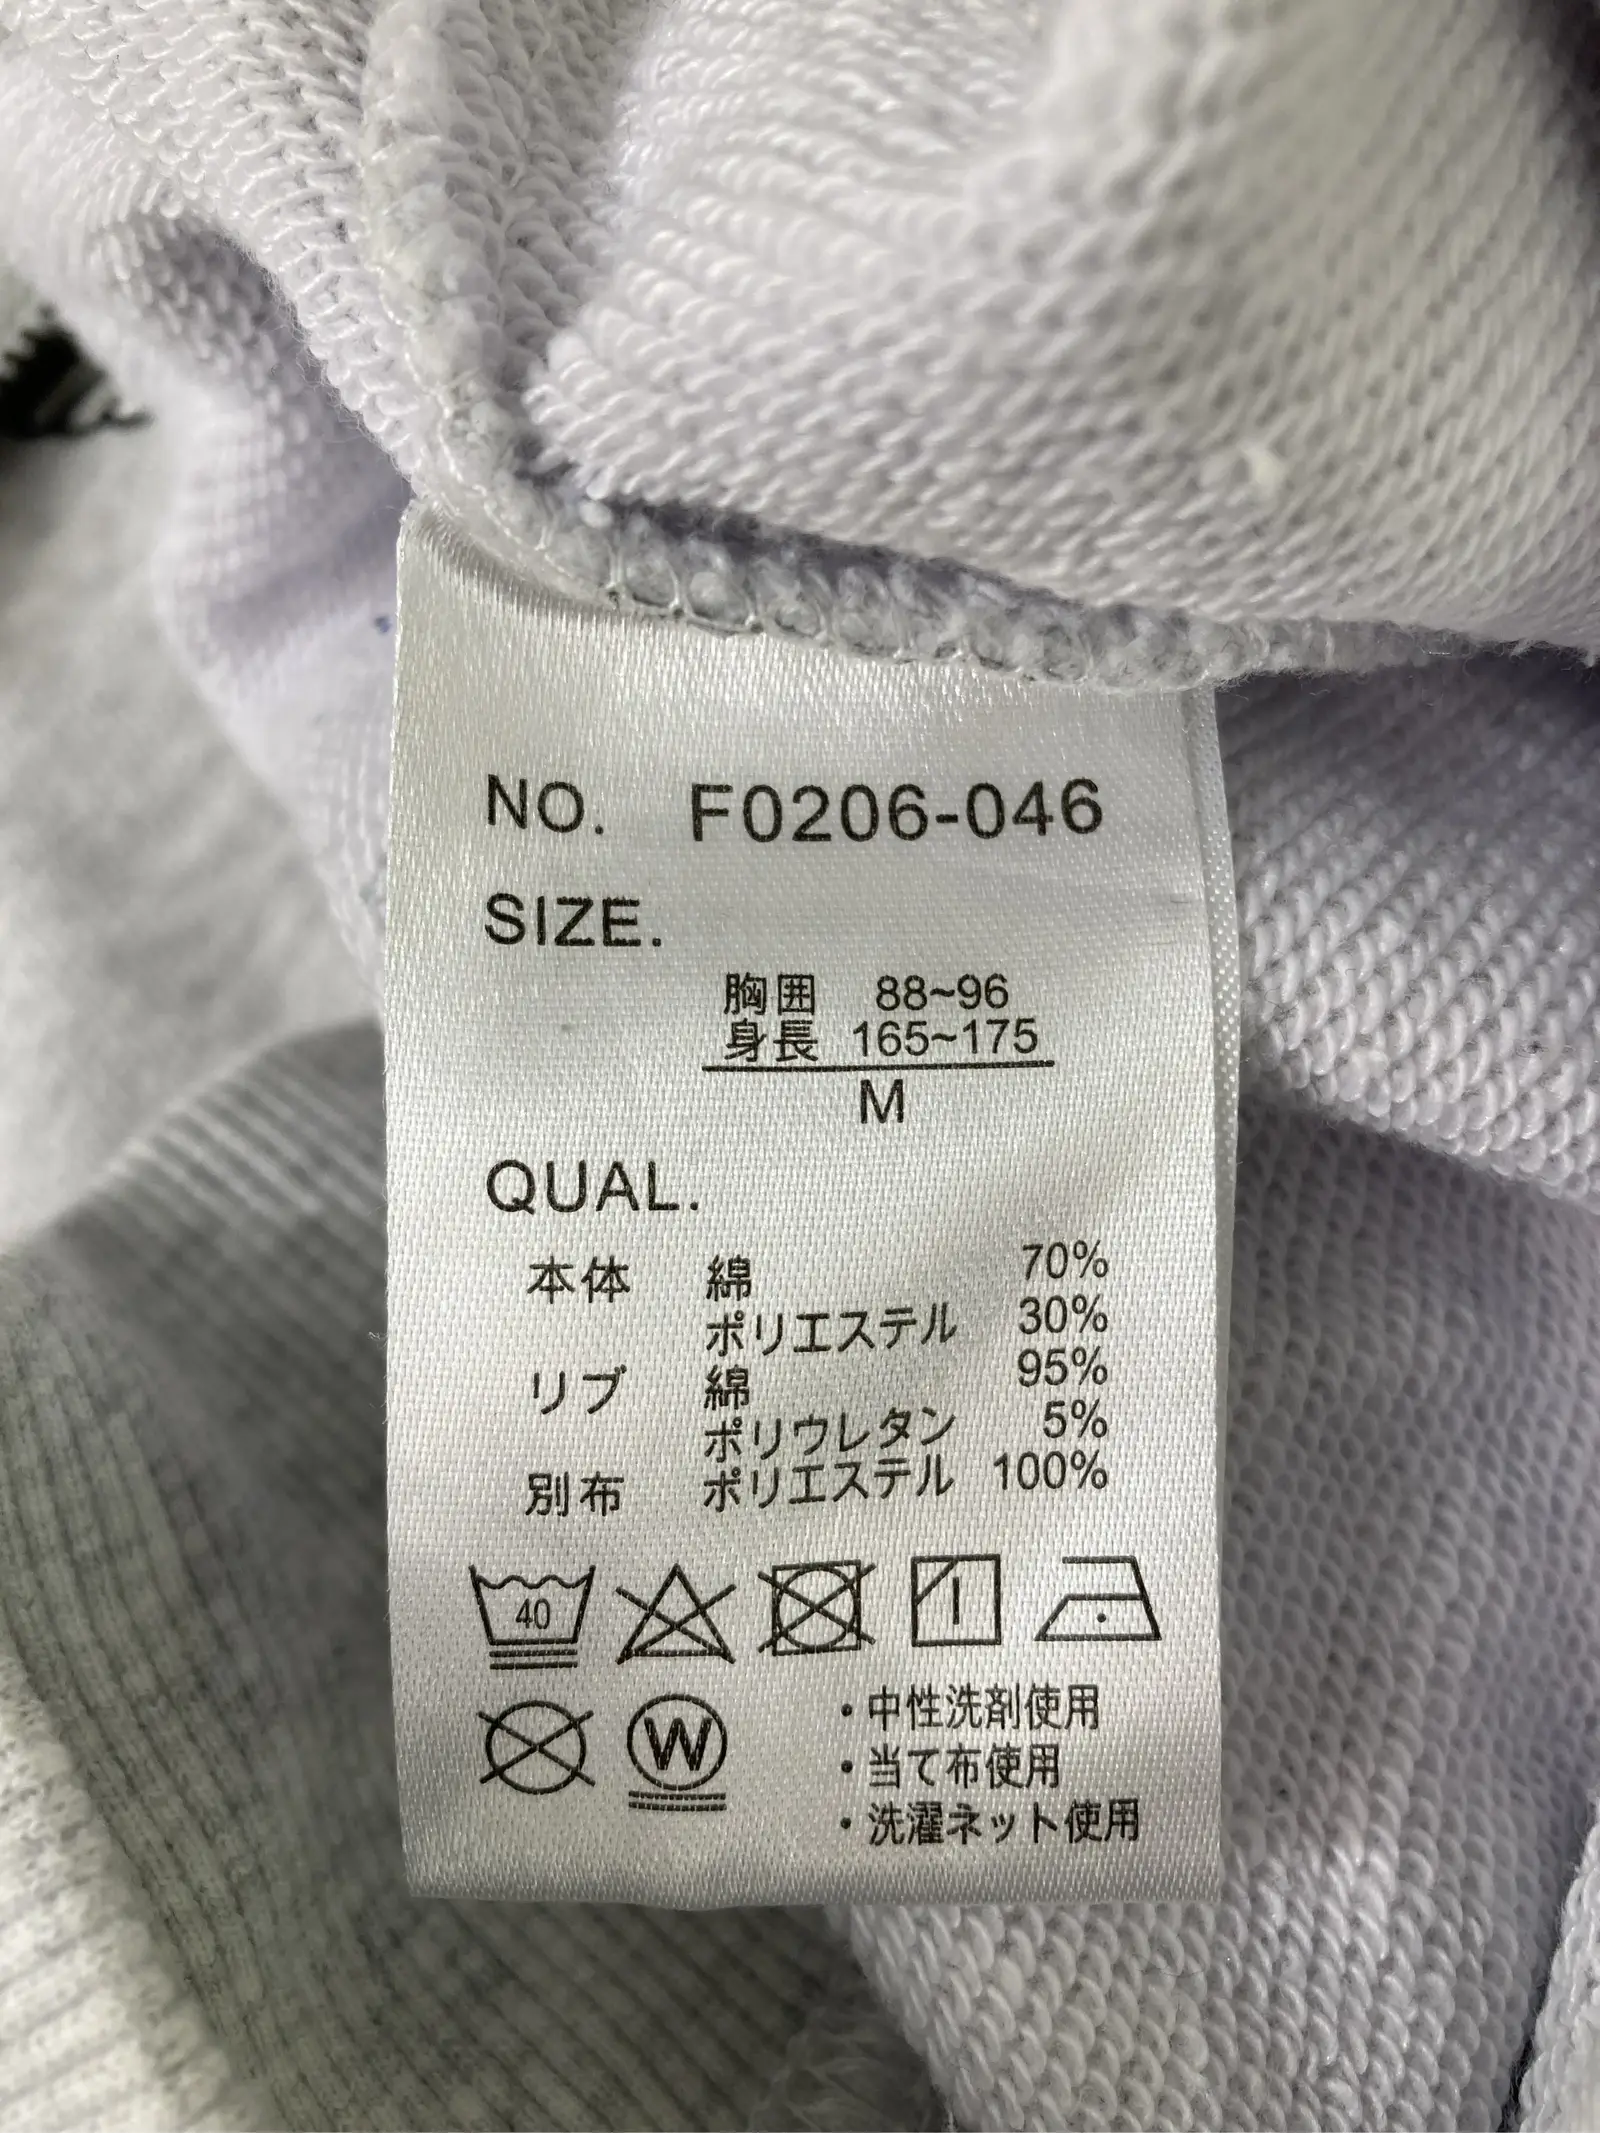 NO. F0206-046
SIZE.
胸囲 88~96
身長 165~175
M
QUAL.
本体 綿 70%
ポリエステル 30%
リブ 綿 95%
ポリウレタン 5%
別布 ポリエステル 100%
40
W
・中性洗剤使用
・当て布使用
・洗濯ネット使用